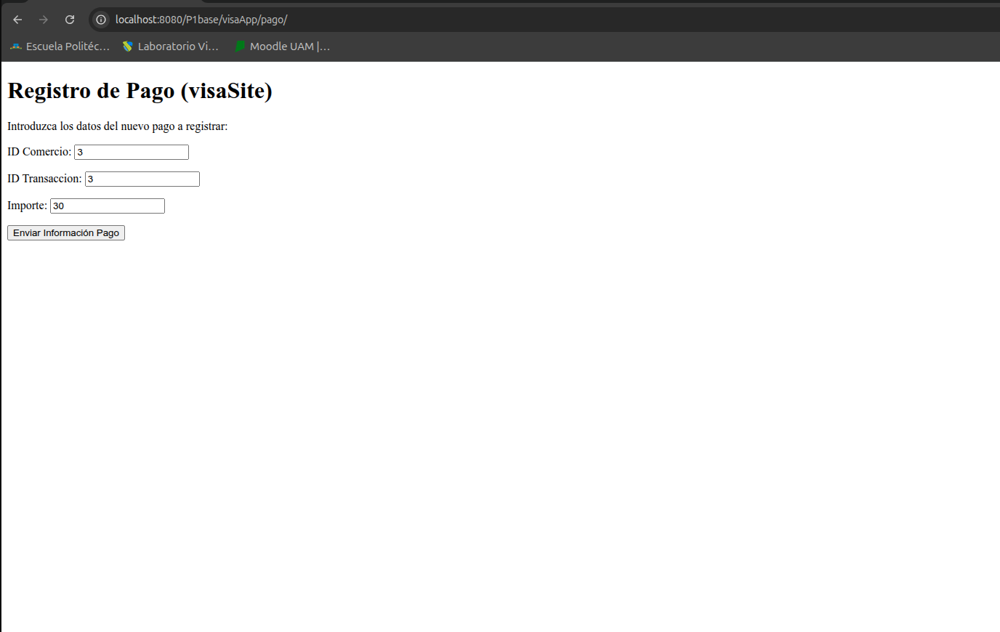 localhost:8080/P1base/visaApp/pago/
Escuela Politéc... Laboratorio Vi... Moodle UAM |...
Registro de Pago (visaSite)
Introduzca los datos del nuevo pago a registrar:
ID Comercio: 3
ID Transaccion: 3
Importe: 30
Enviar Información Pago